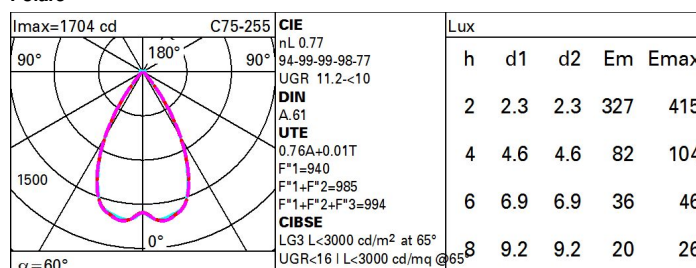 Imax=1704 cd C75-255
90° 180° 90°
1500
0°
α=60°
CIE
nL 0.77
94-99-99-98-77
UGR 11.2-<10
DIN
A.61
UTE
0.76A+0.01T
F"1=940
F"1+F"2=985
F"1+F"2+F"3=994
CIBSE
LG3 L<3000 cd/m² at 65°
UGR<16 | L<3000 cd/mq @65°
Lux
h d1 d2 Em Emax
2 2.3 2.3 327 415
4 4.6 4.6 82 104
6 6.9 6.9 36 46
8 9.2 9.2 20 26